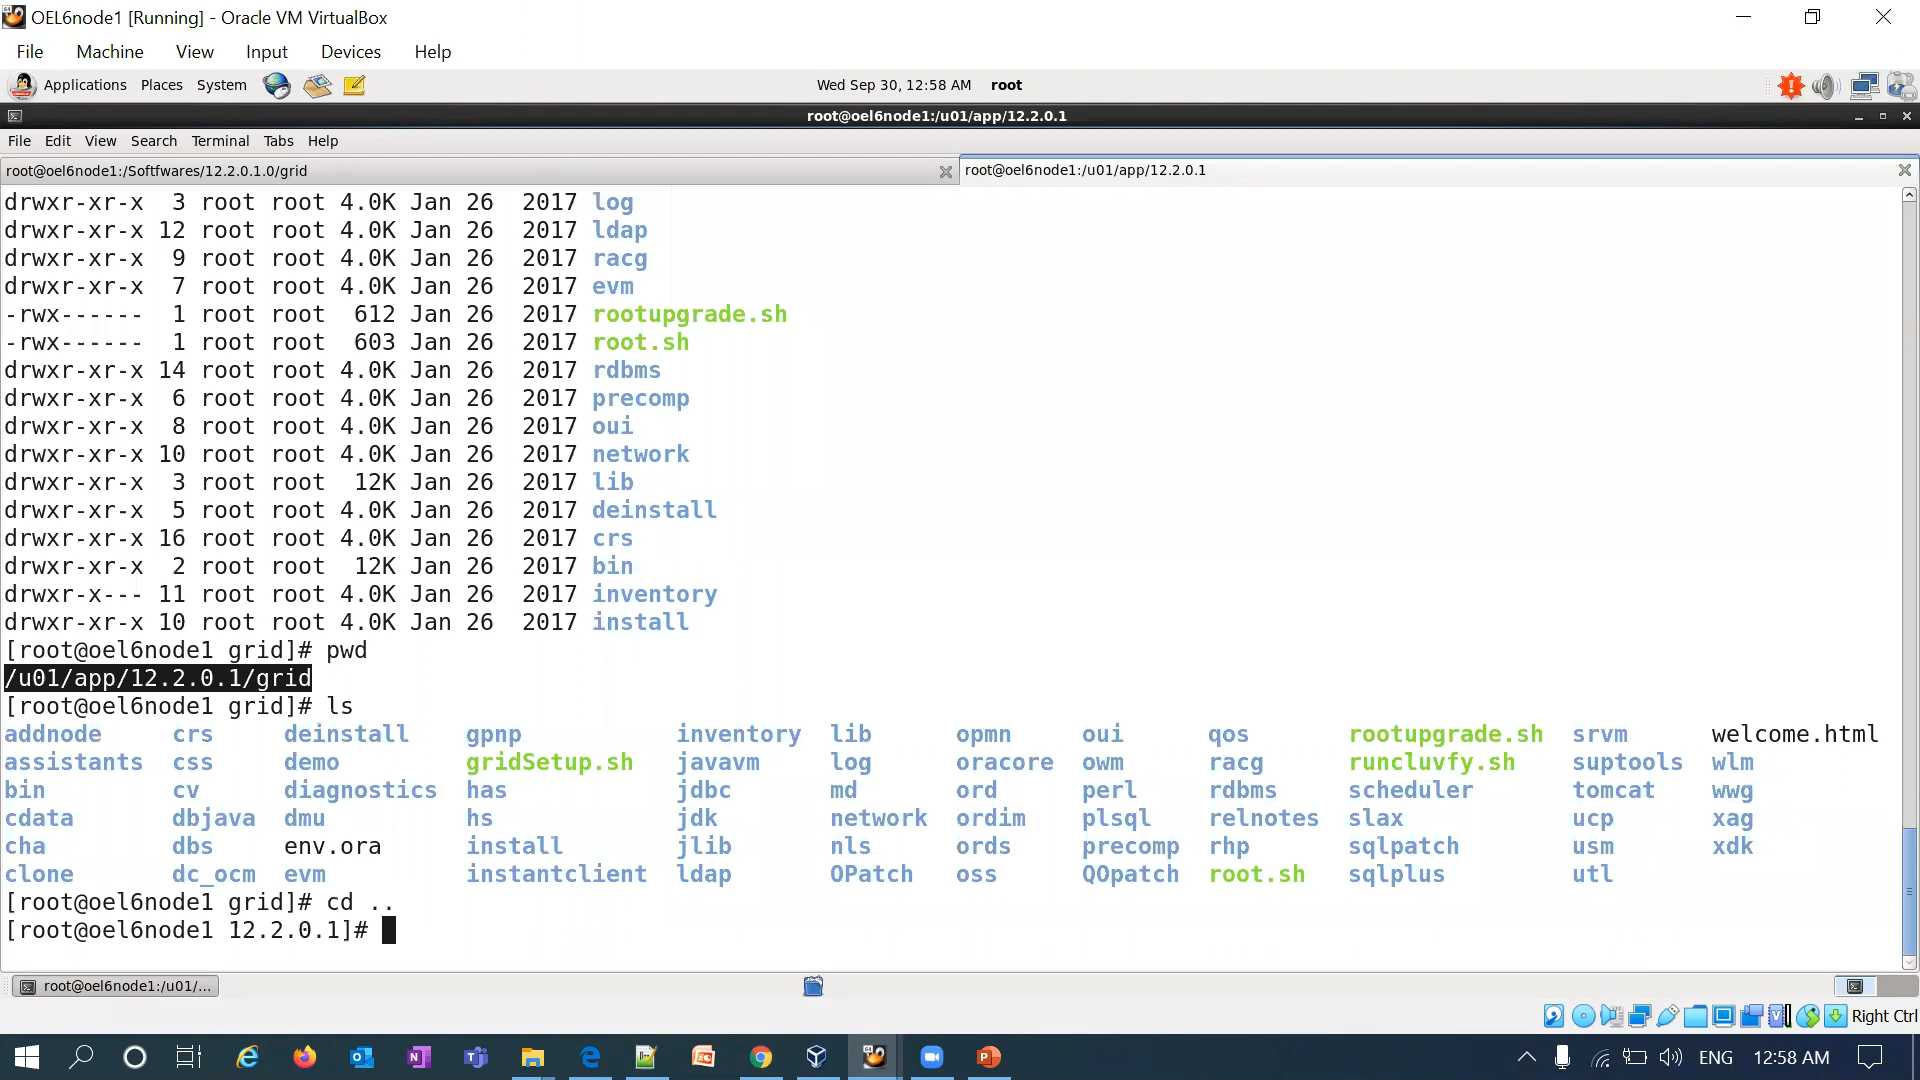 OEL6node1 [Running] - Oracle VM VirtualBox
File Machine View Input Devices Help
Applications Places System Wed Sep 30, 12:58 AM root
root@oel6node1:/u01/app/12.2.0.1
File Edit View Search Terminal Tabs Help
root@oel6node1:/Softfwares/12.2.0.1.0/grid root@oel6node1:/u01/app/12.2.0.1
drwxr-xr-x 3 root root 4.0K Jan 26 2017 log
drwxr-xr-x 12 root root 4.0K Jan 26 2017 ldap
drwxr-xr-x 9 root root 4.0K Jan 26 2017 racg
drwxr-xr-x 7 root root 4.0K Jan 26 2017 evm
-rwx------ 1 root root 612 Jan 26 2017 rootupgrade.sh
-rwx------ 1 root root 603 Jan 26 2017 root.sh
drwxr-xr-x 14 root root 4.0K Jan 26 2017 rdbms
drwxr-xr-x 6 root root 4.0K Jan 26 2017 precomp
drwxr-xr-x 8 root root 4.0K Jan 26 2017 oui
drwxr-xr-x 10 root root 4.0K Jan 26 2017 network
drwxr-xr-x 3 root root 12K Jan 26 2017 lib
drwxr-xr-x 5 root root 4.0K Jan 26 2017 deinstall
drwxr-xr-x 16 root root 4.0K Jan 26 2017 crs
drwxr-xr-x 2 root root 12K Jan 26 2017 bin
drwxr-x--- 11 root root 4.0K Jan 26 2017 inventory
drwxr-xr-x 10 root root 4.0K Jan 26 2017 install
[root@oel6node1 grid]# pwd
/u01/app/12.2.0.1/grid
[root@oel6node1 grid]# ls
addnode crs deinstall gpnp inventory lib opmn oui qos rootupgrade.sh srvm welcome.html
assistants css demo gridSetup.sh javavm log oracore owm racg runcluvfy.sh suptools wlm
bin cv diagnostics has jdbc md ord perl rdbms scheduler tomcat wwg
cdata dbjava dmu hs jdk network ordim plsql relnotes slax ucp xag
cha dbs env.ora install jlib nls ords precomp rhp sqlpatch usm xdk
clone dc_ocm evm instantclient ldap OPatch oss QOpatch root.sh sqlplus utl
[root@oel6node1 grid]# cd ..
[root@oel6node1 12.2.0.1]#
root@oel6node1:/u01/...
Right Ctrl
ENG 12:58 AM